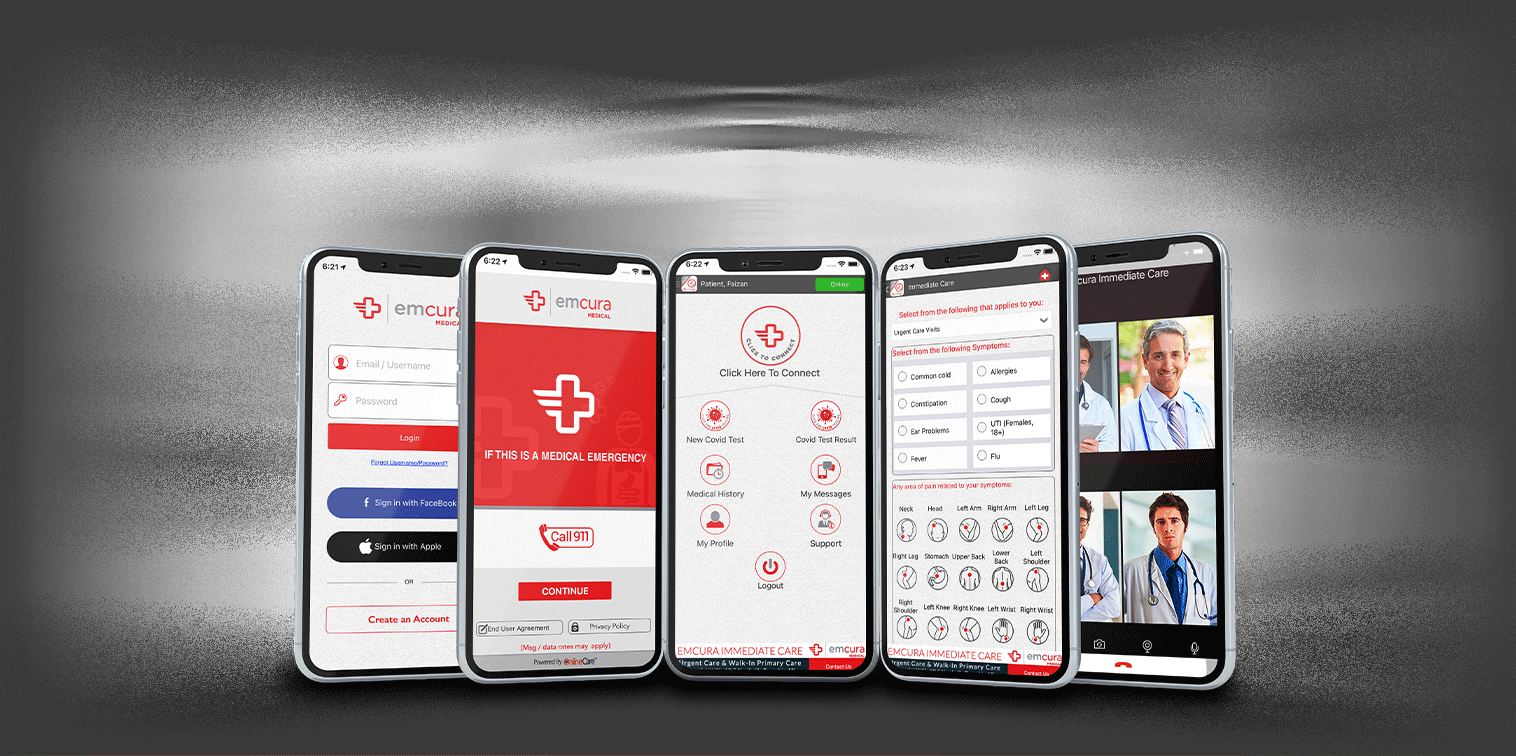 6:21
emcura
MEDICAL
Email / Username
Password
Login
Forgot Username/Password?
Sign in with FaceBook
Sign in with Apple
OR
Create an Account
6:22
emcura
MEDICAL
IF THIS IS A MEDICAL EMERGENCY
Call 911
CONTINUE
End User Agreement
Privacy Policy
(Msg / data rates may apply)
Powered By OnlineCare
6:22
Patient, Faizan
Online
CLICK TO CONNECT
Click Here To Connect
New Covid Test
Covid Test Result
Medical History
My Messages
My Profile
Support
Logout
EMCURA IMMEDIATE CARE
emcura
MEDICAL
Urgent Care & Walk-In Primary Care
Contact Us
6:23
Immediate Care
Select from the following that applies to you:
Urgent Care Visits
Select from the following Symptoms:
Common cold
Allergies
Constipation
Cough
Ear Problems
UTI (Females,
18+)
Fever
Flu
Any area of pain related to your symptoms:
Neck
Head
Left Arm
Right Arm
Left Leg
Right Leg
Stomach
Upper Back
Lower
Back
Left
Shoulder
Right
Shoulder
Left Knee
Right Knee
Left Wrist
Right Wrist
EMCURA IMMEDIATE CARE
emcura
MEDICAL
Urgent Care & Walk-In Primary Care
Contact Us
cura Immediate Care